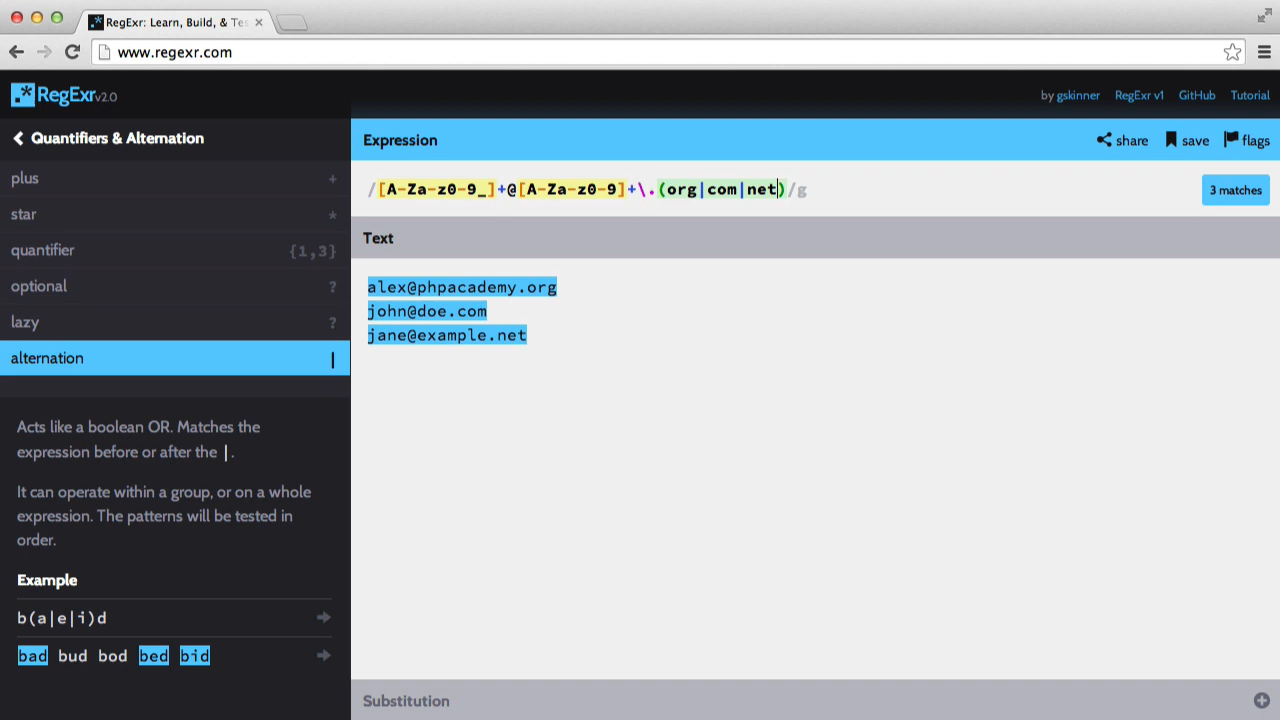 RegExr: Learn, Build, & Tes
www.regexr.com
RegExr v2.0
by gskinner RegExr v1 GitHub Tutorial
Quantifiers & Alternation
plus +
star *
quantifier {1,3}
optional ?
lazy ?
alternation |
Acts like a boolean OR. Matches the
expression before or after the |.
It can operate within a group, or on a whole
expression. The patterns will be tested in
order.
Example
b(a|e|i)d
bad bud bod bed bid
Expression
share save flags
/[A-Za-z0-9_]+@[A-Za-z0-9]+\.(org|com|net)/g
3 matches
Text
alex@phpacademy.org
john@doe.com
jane@example.net
Substitution